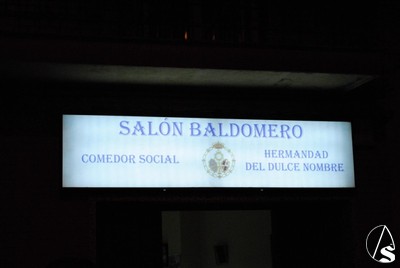 SALÓN BALDOMERO
COMEDOR SOCIAL
HERMANDAD
DEL DULCE NOMBRE